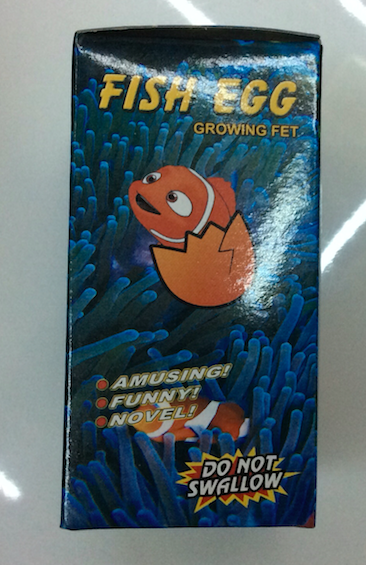 FISH EGG
GROWING FET.
AMUSING!
FUNNY!
NOVEL!
DO NOT
SWALLOW